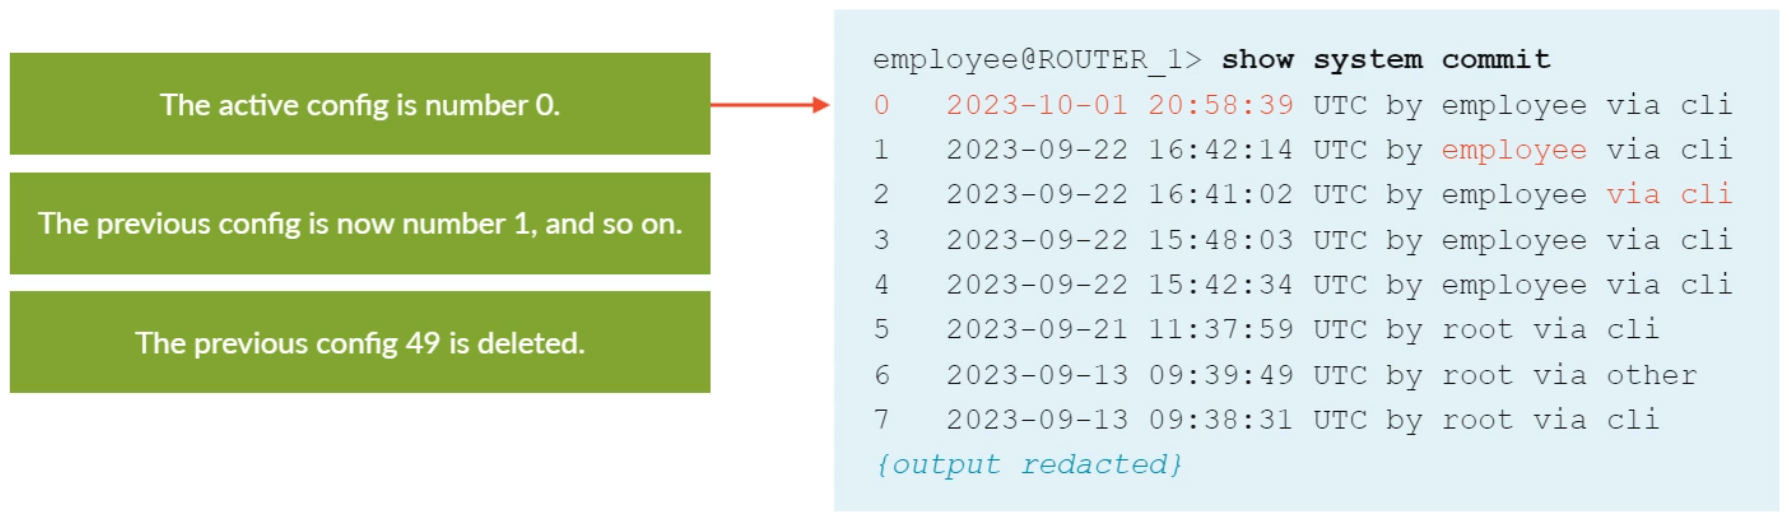 The active config is number 0.
The previous config is now number 1, and so on.
The previous config 49 is deleted.
employee@ROUTER_1> show system commit
0   2023-10-01 20:58:39 UTC by employee via cli
1   2023-09-22 16:42:14 UTC by employee via cli
2   2023-09-22 16:41:02 UTC by employee via cli
3   2023-09-22 15:48:03 UTC by employee via cli
4   2023-09-22 15:42:34 UTC by employee via cli
5   2023-09-21 11:37:59 UTC by root via cli
6   2023-09-13 09:39:49 UTC by root via other
7   2023-09-13 09:38:31 UTC by root via cli
{output redacted}